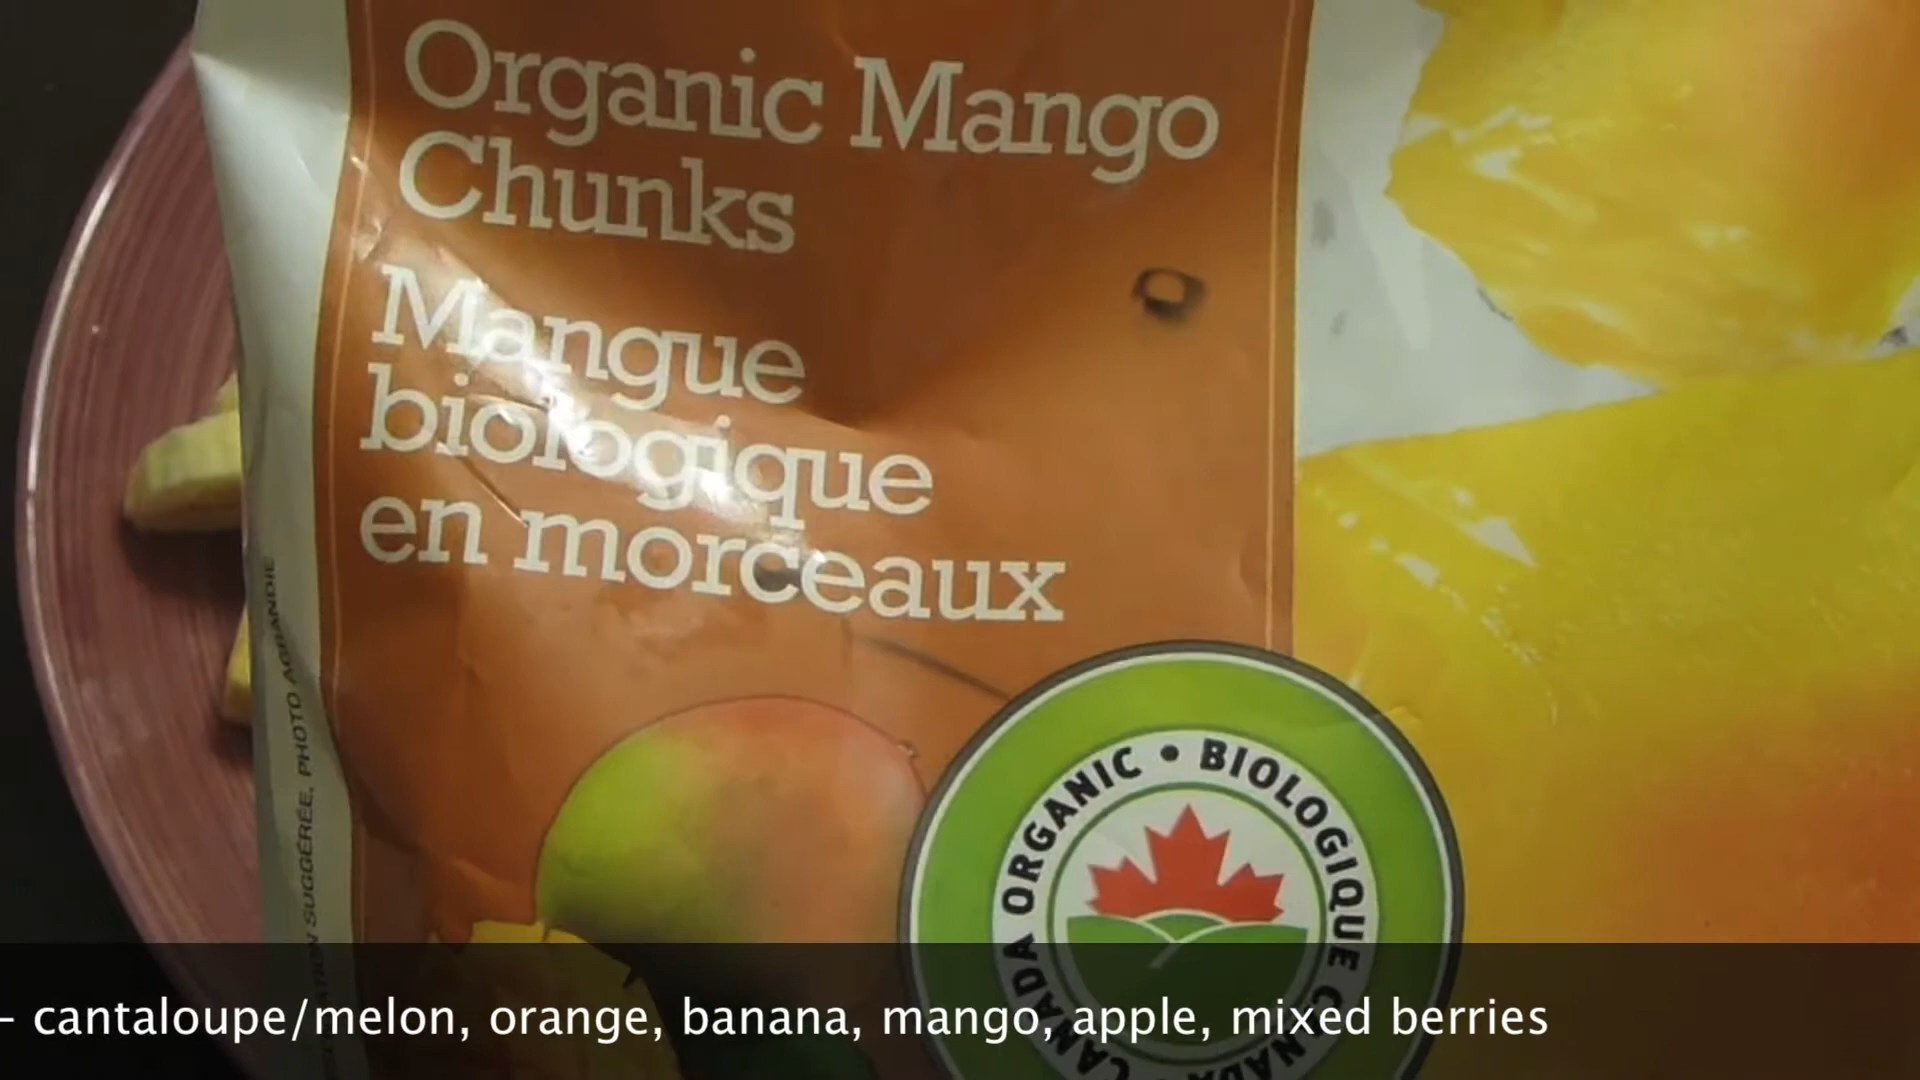 Organic Mango
Chunks
Mangue
biologique
en morceaux
SUGGÉRÉE, PHOTO AGRANDIE
CANADA ORGANIC • BIOLOGIQUE CANADA
- cantaloupe/melon, orange, banana, mango, apple, mixed berries